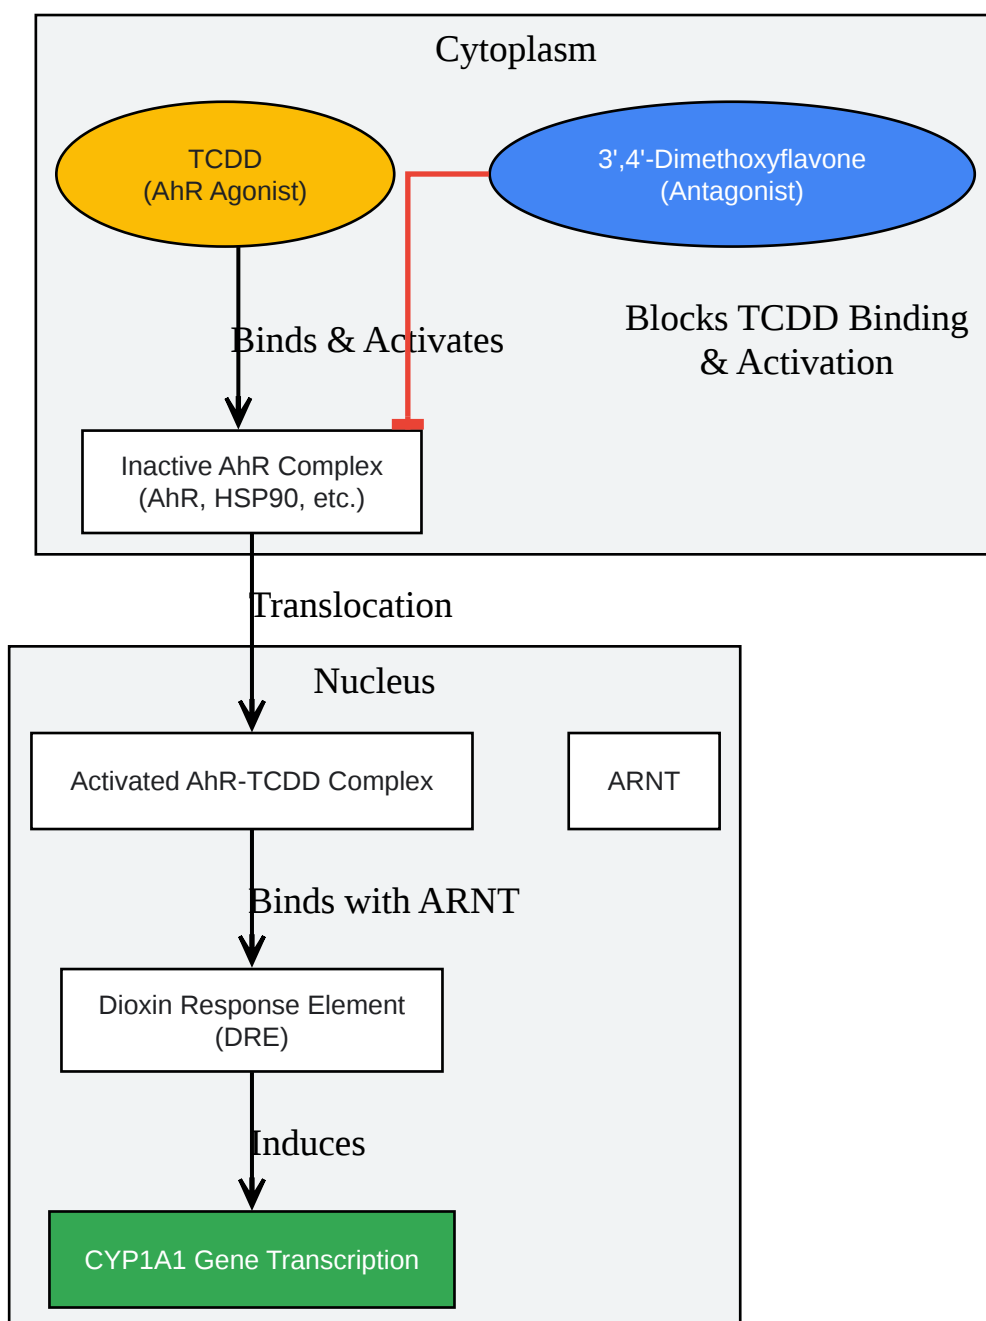 Cytoplasm
TCDD
(AhR Agonist)
3',4'-Dimethoxyflavone
(Antagonist)
Binds & Activates
Blocks TCDD Binding
& Activation
Inactive AhR Complex
(AhR, HSP90, etc.)
Translocation
Nucleus
Activated AhR-TCDD Complex
ARNT
Binds with ARNT
Dioxin Response Element
(DRE)
Induces
CYP1A1 Gene Transcription